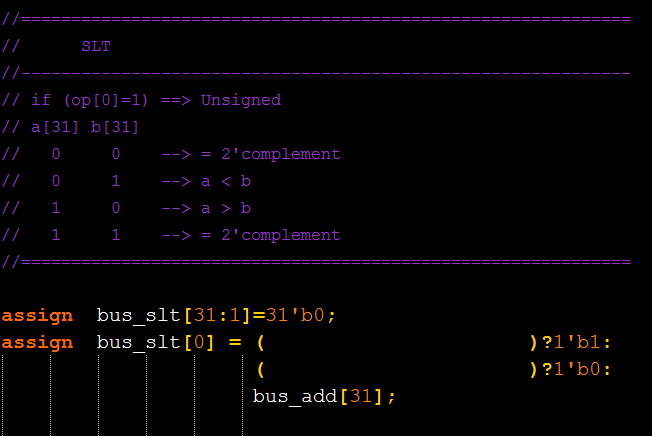 //=============================================================
//      SLT
//-------------------------------------------------------------
// if (op[0]=1) ==> Unsigned
// a[31] b[31]
//   0     0    --> = 2'complement
//   0     1    --> a < b
//   1     0    --> a > b
//   1     1    --> = 2'complement
//=============================================================
assign  bus_slt[31:1]=31'b0;
assign  bus_slt[0] = (                          )?1'b1:
(                          )?1'b0:
bus_add[31];